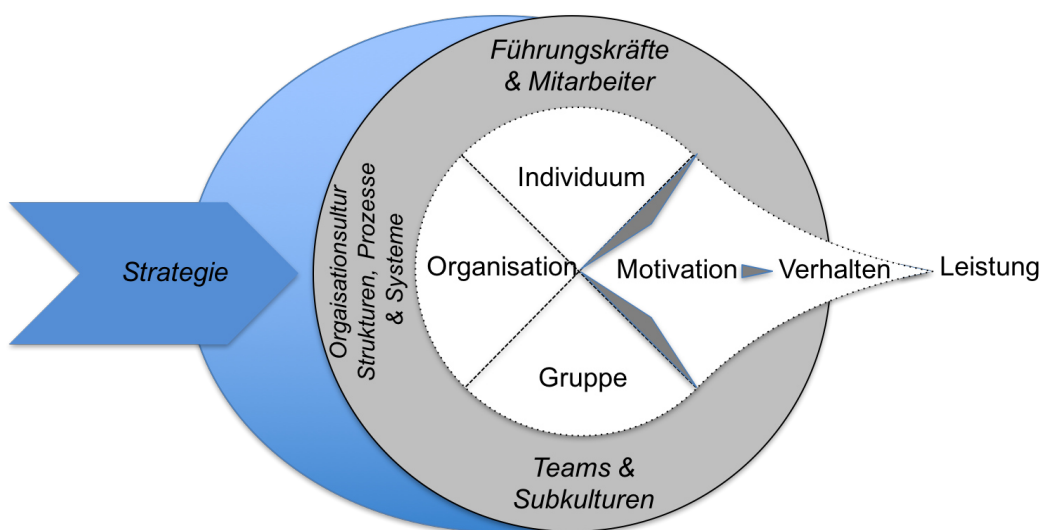 Führungskräfte
& Mitarbeiter
Individuum
Orgaisationsultur
Strukturen, Prozesse
& Systeme
Strategie
Organisation
Motivation
Verhalten
Leistung
Gruppe
Teams &
Subkulturen